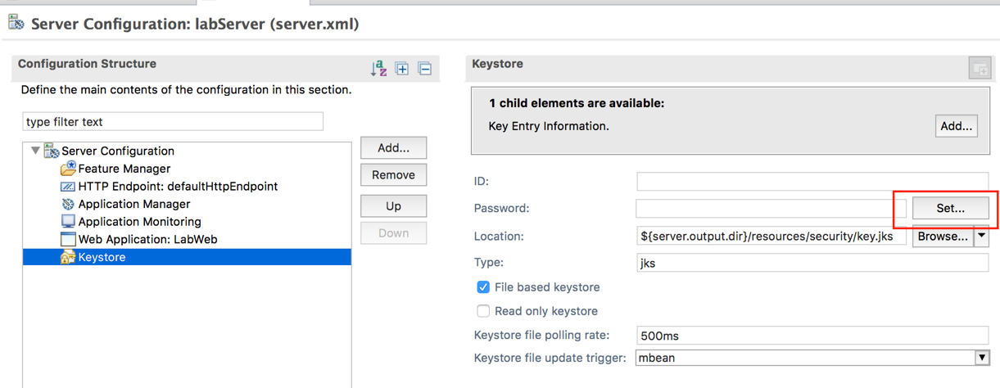 Server Configuration: labServer (server.xml)
Configuration Structure
Define the main contents of the configuration in this section.
type filter text
Server Configuration
Feature Manager
HTTP Endpoint: defaultHttpEndpoint
Application Manager
Application Monitoring
Web Application: LabWeb
Keystore
Add...
Remove
Up
Down
Keystore
1 child elements are available:
Key Entry Information.
Add...
ID:
Password:
Set...
Location:
${server.output.dir}/resources/security/key.jks
Browse...
Type:
jks
File based keystore
Read only keystore
Keystore file polling rate:
500ms
Keystore file update trigger:
mbean